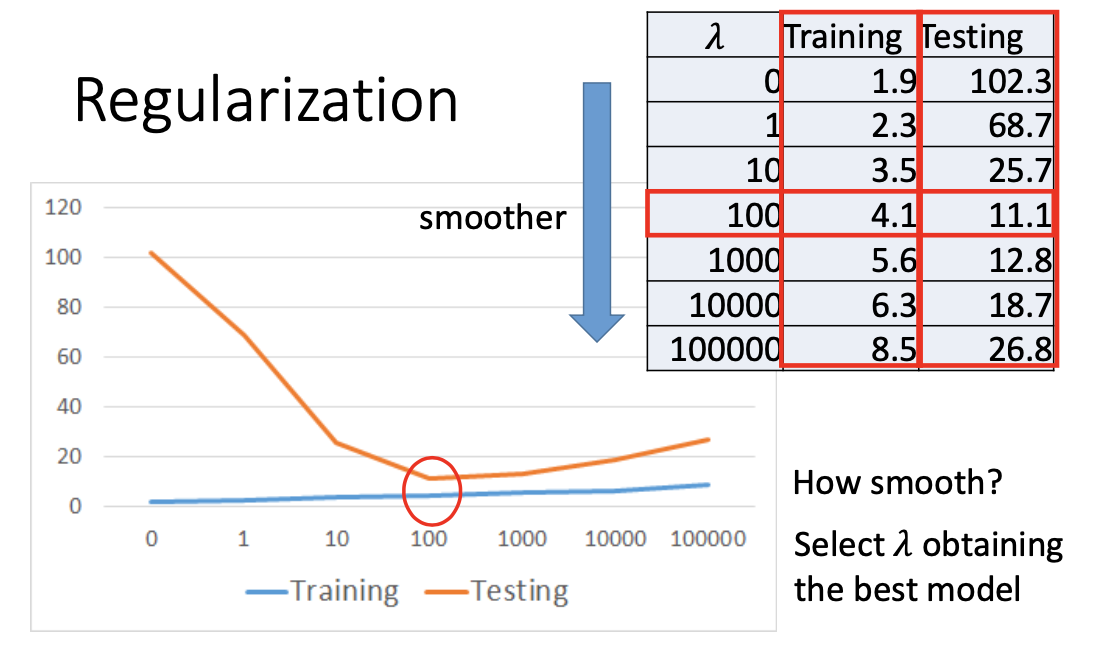 Regularization
λ Training Testing
0 1.9 102.3
1 2.3 68.7
10 3.5 25.7
100 4.1 11.1
1000 5.6 12.8
10000 6.3 18.7
100000 8.5 26.8
smoother
120
100
80
60
40
20
0
0 1 10 100 1000 10000 100000
Training Testing
How smooth?
Select λ obtaining
the best model